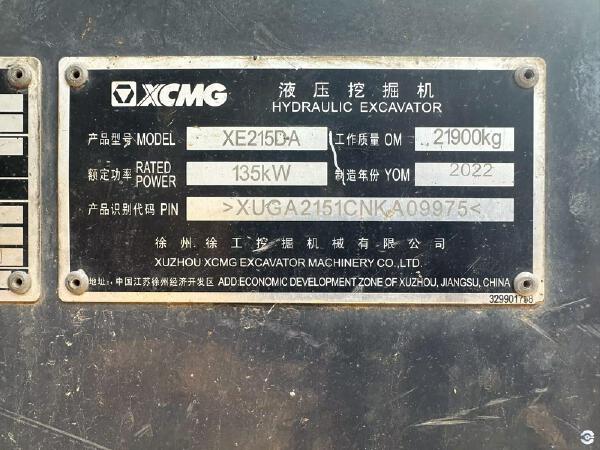 XCMG
液压挖掘机
HYDRAULIC EXCAVATOR
产品型号 MODEL XE215DA 工作质量 OM 21900kg
额定功率 RATED POWER 135kW 制造年份 YOM 2022
产品识别代码 PIN >XUGA2151CNKA09975<
徐州徐工挖掘机械有限公司
XUZHOU XCMG EXCAVATOR MACHINERY CO.,LTD.
地址: 中国江苏徐州经济开发区 ADD:ECONOMIC DEVELOPMENT ZONE OF XUZHOU, JIANGSU, CHINA